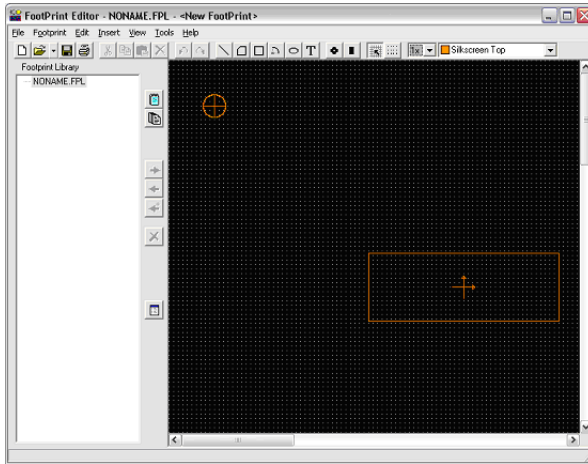 FootPrint Editor - NONAME.FPL - <New FootPrint>
File Footprint Edit Insert View Tools Help
T 1x Silkscreen Top
Footprint Library
NONAME.FPL